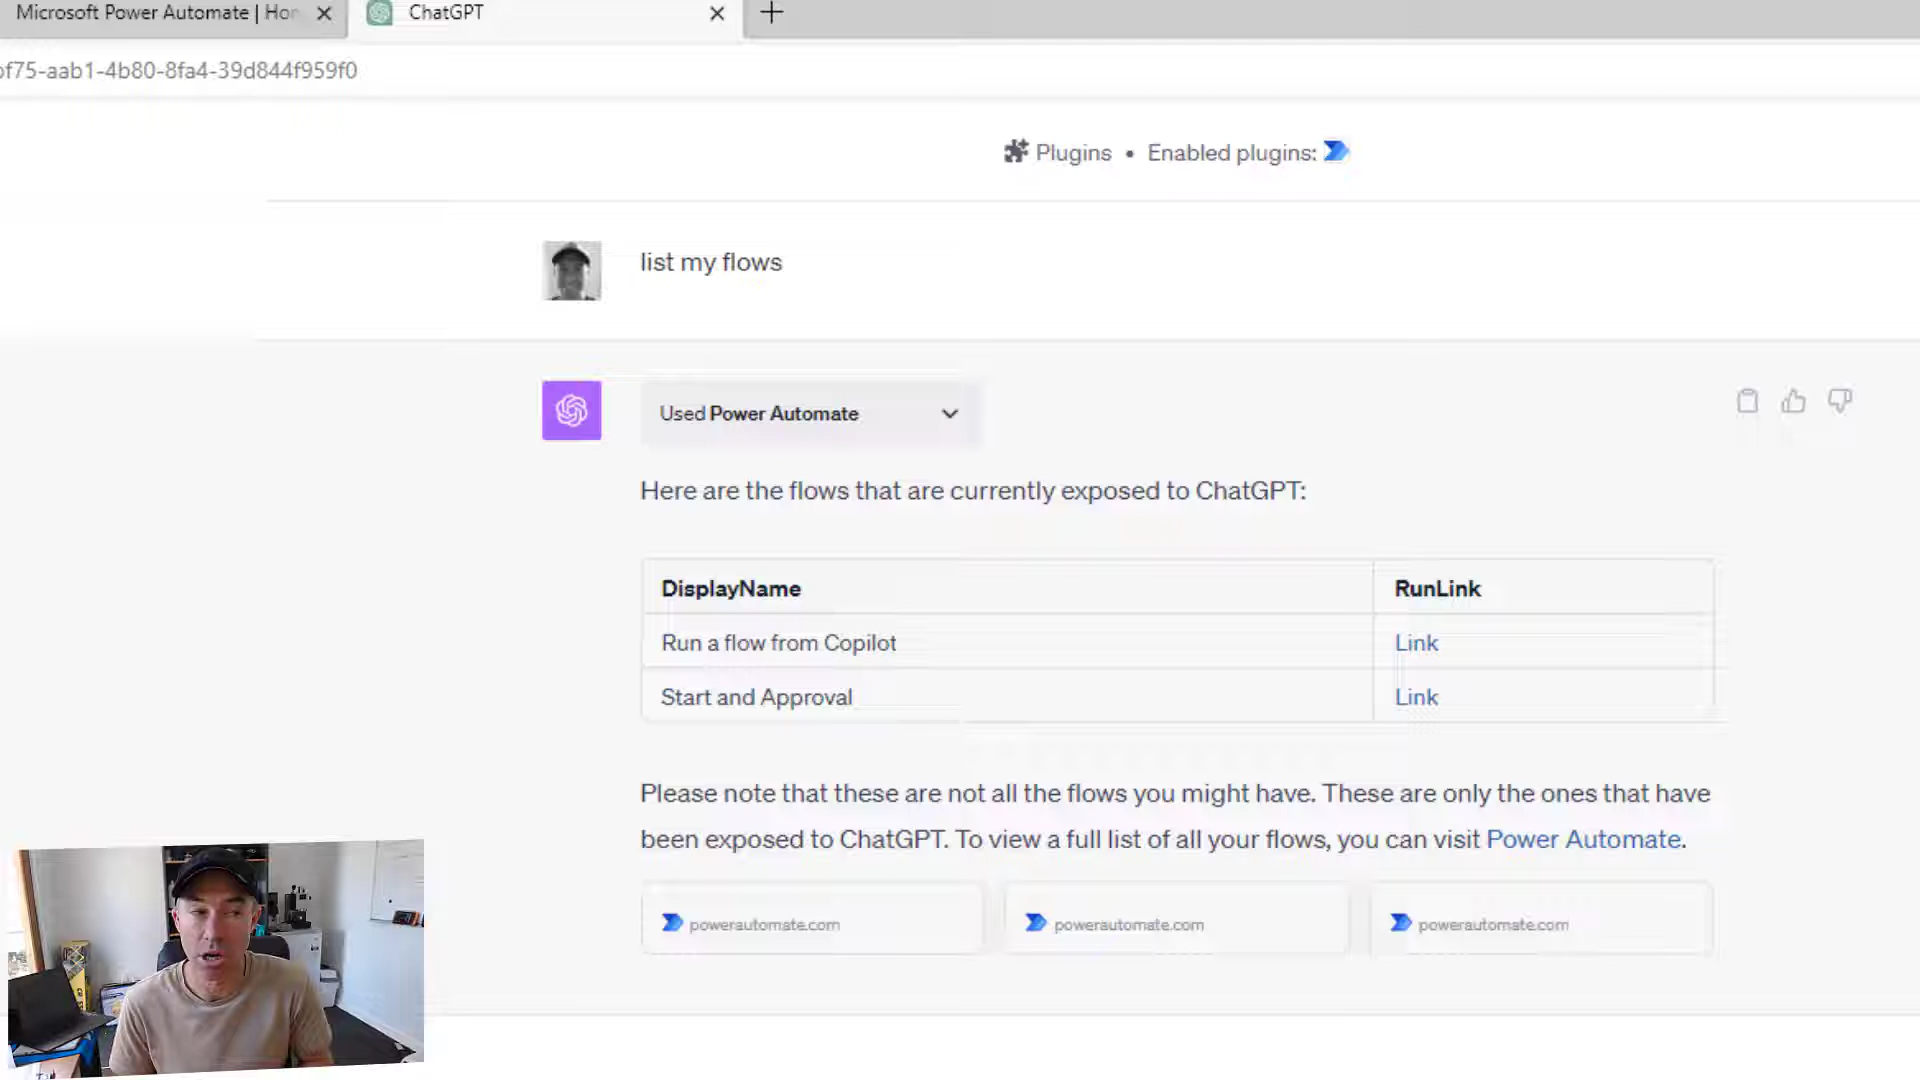 Microsoft Power Automate | Hor
ChatGPT
of75-aab1-4b80-8fa4-39d844f959f0
Plugins • Enabled plugins:
list my flows
Used Power Automate
Here are the flows that are currently exposed to ChatGPT:
DisplayName RunLink
Run a flow from Copilot Link
Start and Approval Link
Please note that these are not all the flows you might have. These are only the ones that have
been exposed to ChatGPT. To view a full list of all your flows, you can visit Power Automate.
powerautomate.com powerautomate.com powerautomate.com